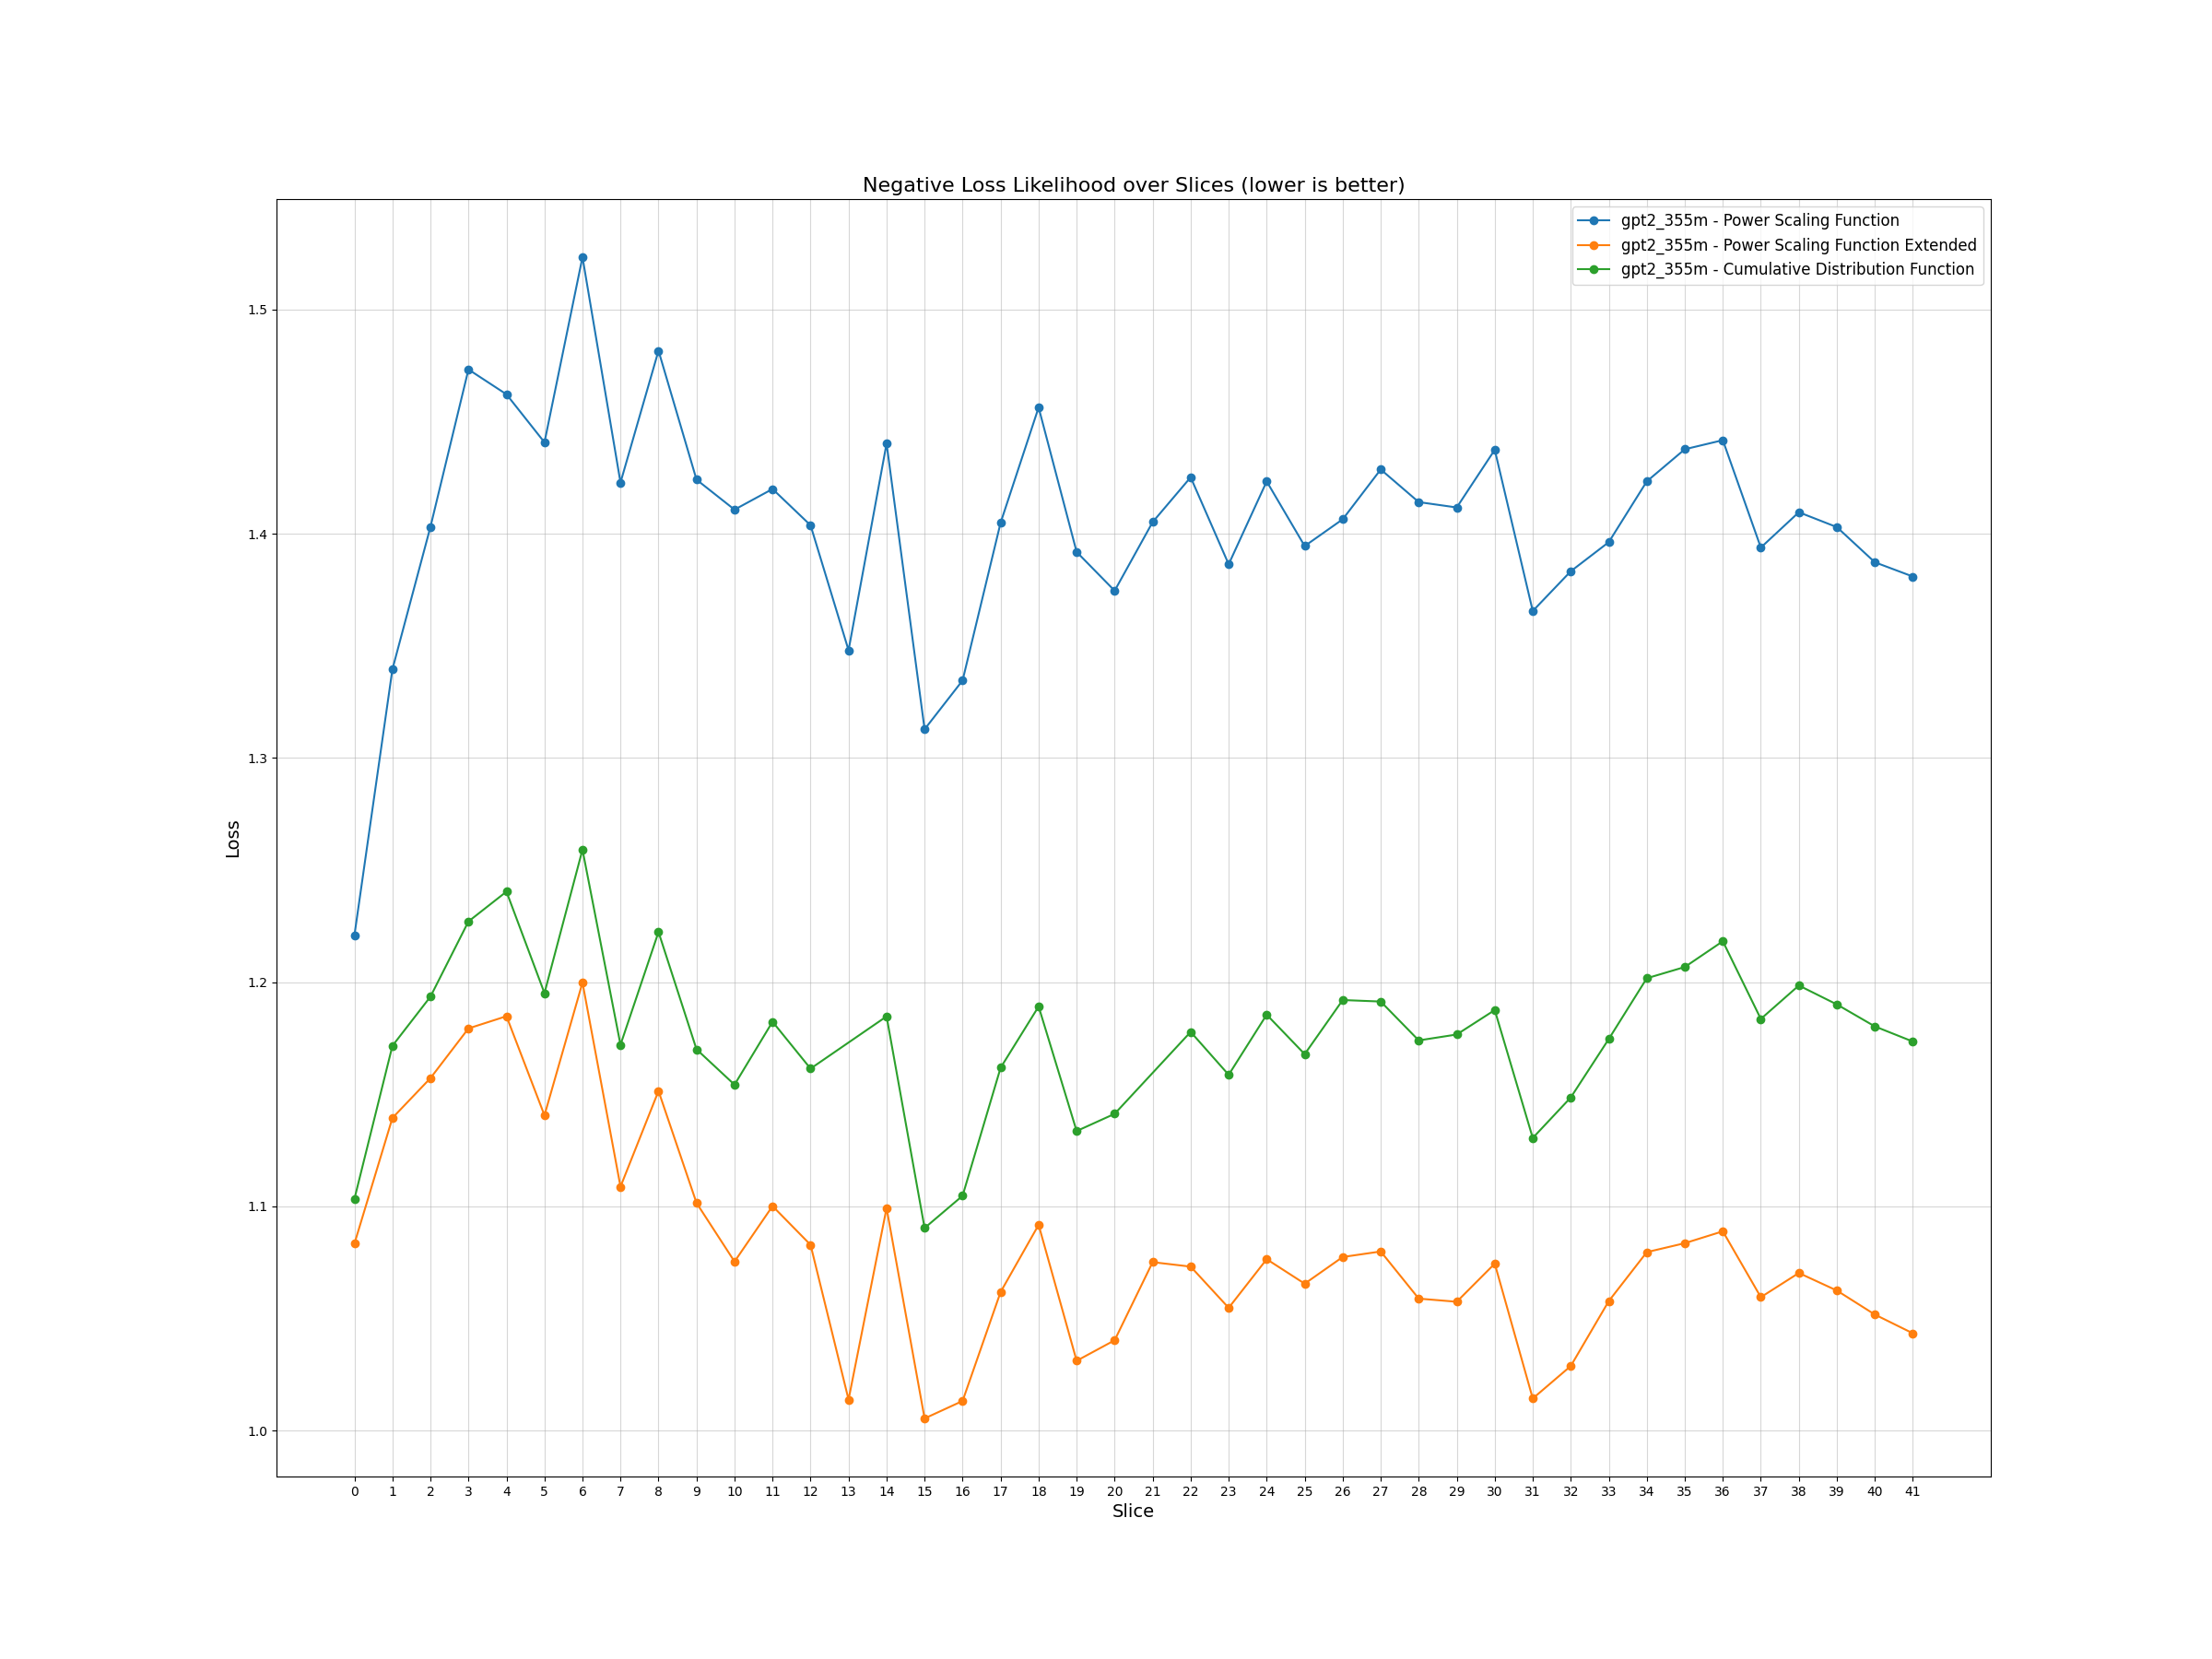 Negative Loss Likelihood over Slices (lower is better)
gpt2_355m - Power Scaling Function
gpt2_355m - Power Scaling Function Extended
gpt2_355m - Cumulative Distribution Function
Loss
1.5
1.4
1.3
1.2
1.1
1.0
0 1 2 3 4 5 6 7 8 9 10 11 12 13 14 15 16 17 18 19 20 21 22 23 24 25 26 27 28 29 30 31 32 33 34 35 36 37 38 39 40 41
Slice